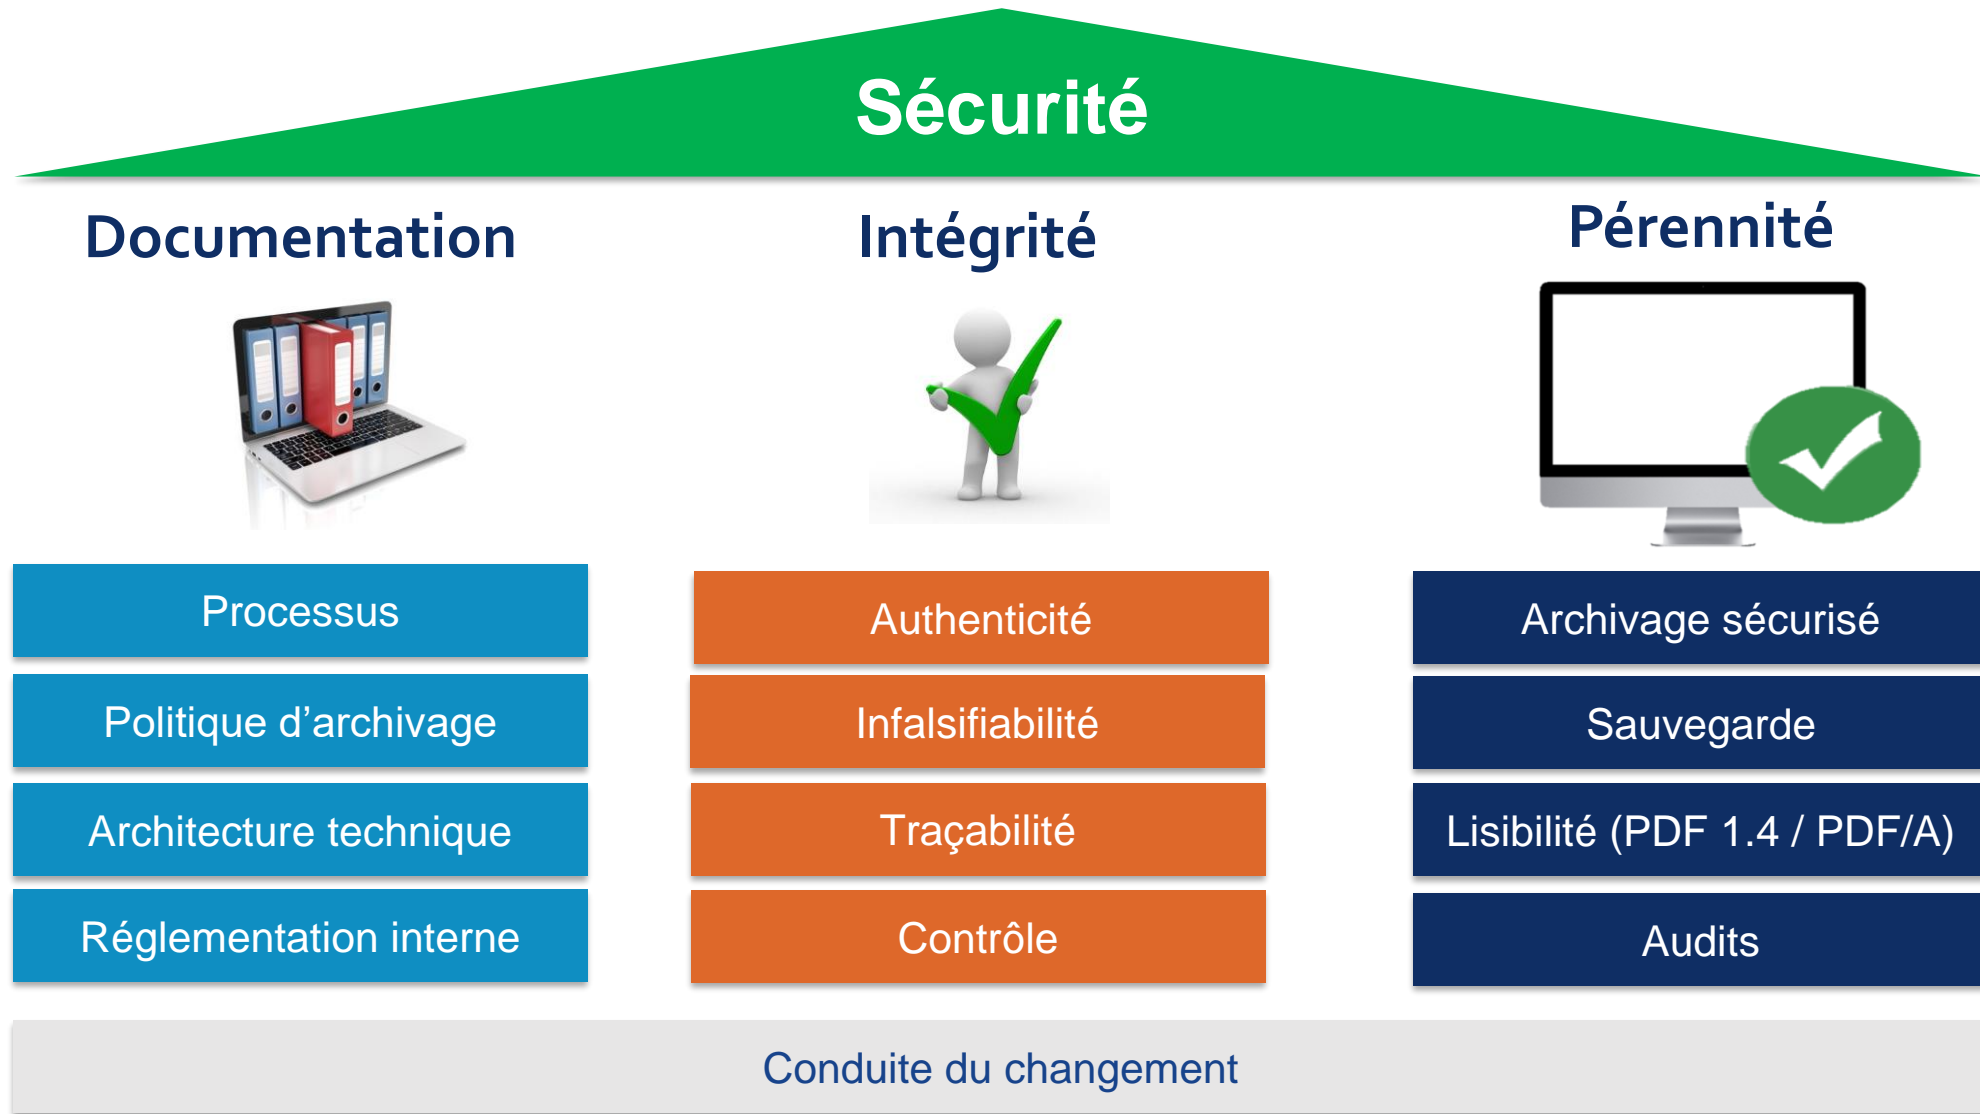 Sécurité
Documentation
Processus
Politique d’archivage
Architecture technique
Réglementation interne
Intégrité
Authenticité
Infalsifiabilité
Traçabilité
Contrôle
Pérennité
Archivage sécurisé
Sauvegarde
Lisibilité (PDF 1.4 / PDF/A)
Audits
Conduite du changement